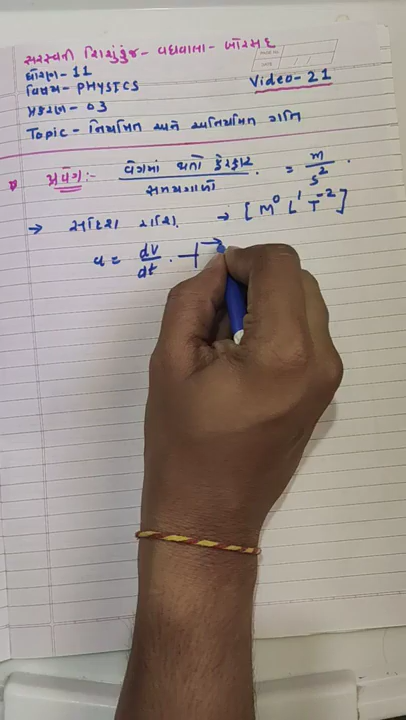 સરસ્વતી શિશુકુંજ - વઘવાલા - બોરસદ
ધોરણ - 11
વિષય - PHYSICS Video - 21
પ્રકરણ - 03
Topic - નિયમિત અને અનિયમિત ગતિ
પ્રવેગ :- વેગમાં થતો ફેરફાર / સમયગાળો = m / s²
→ સદિશ રાશિ. → [M⁰ L¹ T⁻²]
a = dv / dt .